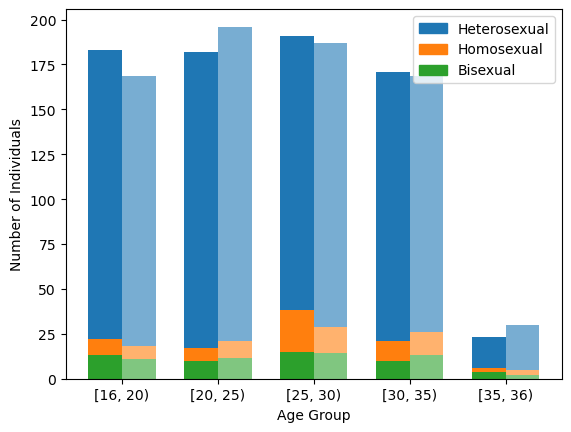 Heterosexual
Homosexual
Bisexual
200
175
150
125
100
75
50
25
0
Number of Individuals
[16, 20)
[20, 25)
[25, 30)
[30, 35)
[35, 36)
Age Group